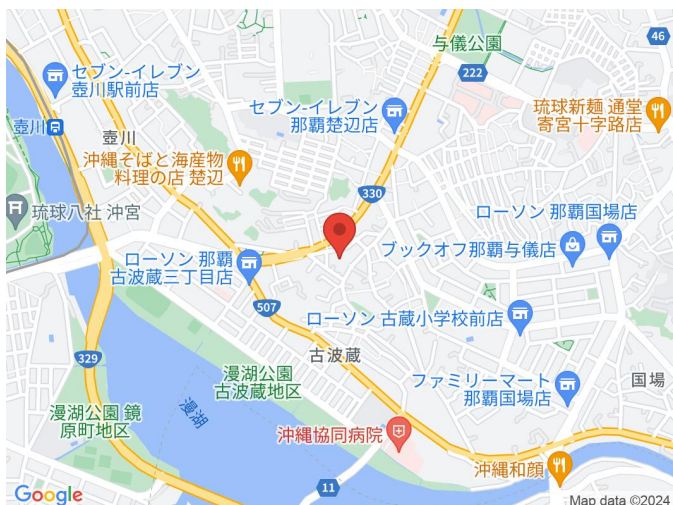 与儀公園
46
222
セブン-イレブン
壺川駅前店
セブン-イレブン
那覇楚辺店
琉球新麺 通堂
寄宮十字路店
壺川
壺川
沖縄そばと海産物
料理の店 楚辺
330
琉球八社 沖宮
ローソン 那覇国場店
ローソン 那覇
古波蔵三丁目店
ブックオフ那覇与儀店
507
ローソン 古蔵小学校前店
329
古波蔵
漫湖公園
古波蔵地区
ファミリーマート
那覇国場店
国場
漫湖公園 鏡
原町地区
漫湖
沖縄協同病院
沖縄和顔
11
Google
Map data ©2024